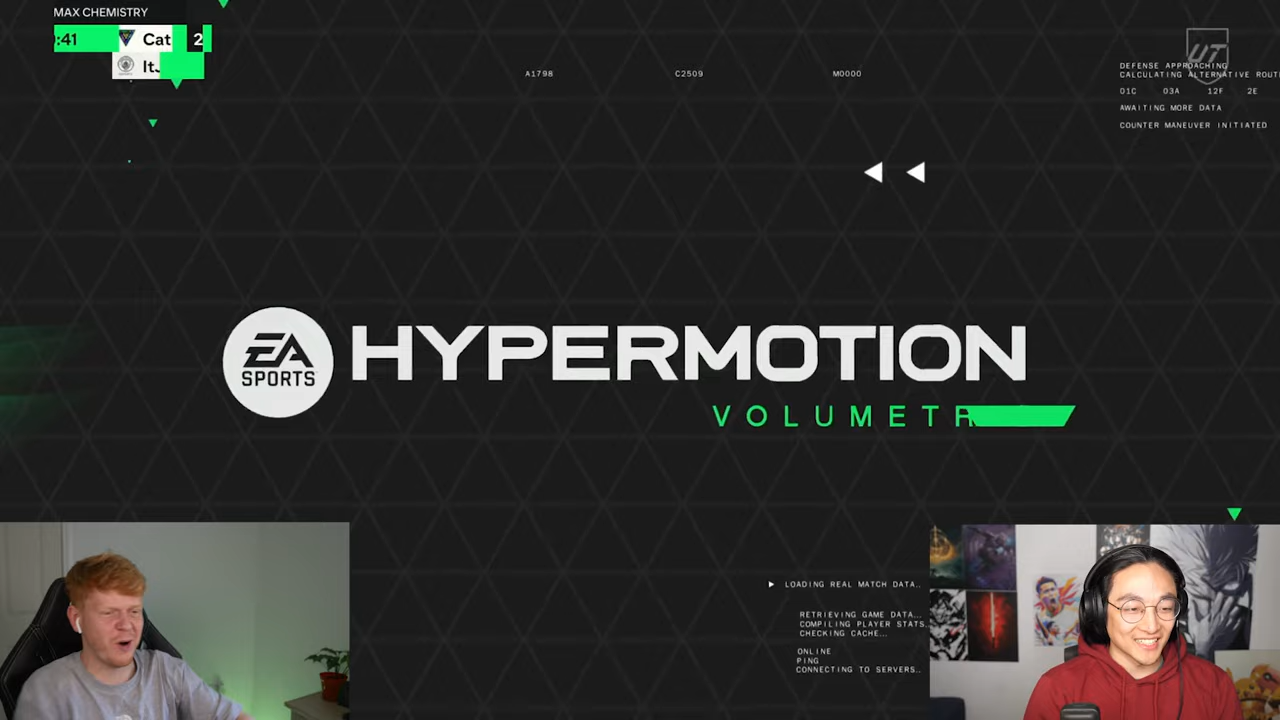 MAX CHEMISTRY
:41 Cat 2
ItJ
UT
A1798 C2509 M0000
DEFENSE APPROACHING
CALCULATING ALTERNATIVE ROUT
01C 03A 12F 2E
AWAITING MORE DATA
COUNTER MANEUVER INITIATED
EA SPORTS HYPERMOTION
VOLUMETR
LOADING REAL MATCH DATA..
RETRIEVING GAME DATA...
COMPILING PLAYER STATS..
CHECKING CACHE...
ONLINE
PING
CONNECTING TO SERVERS..